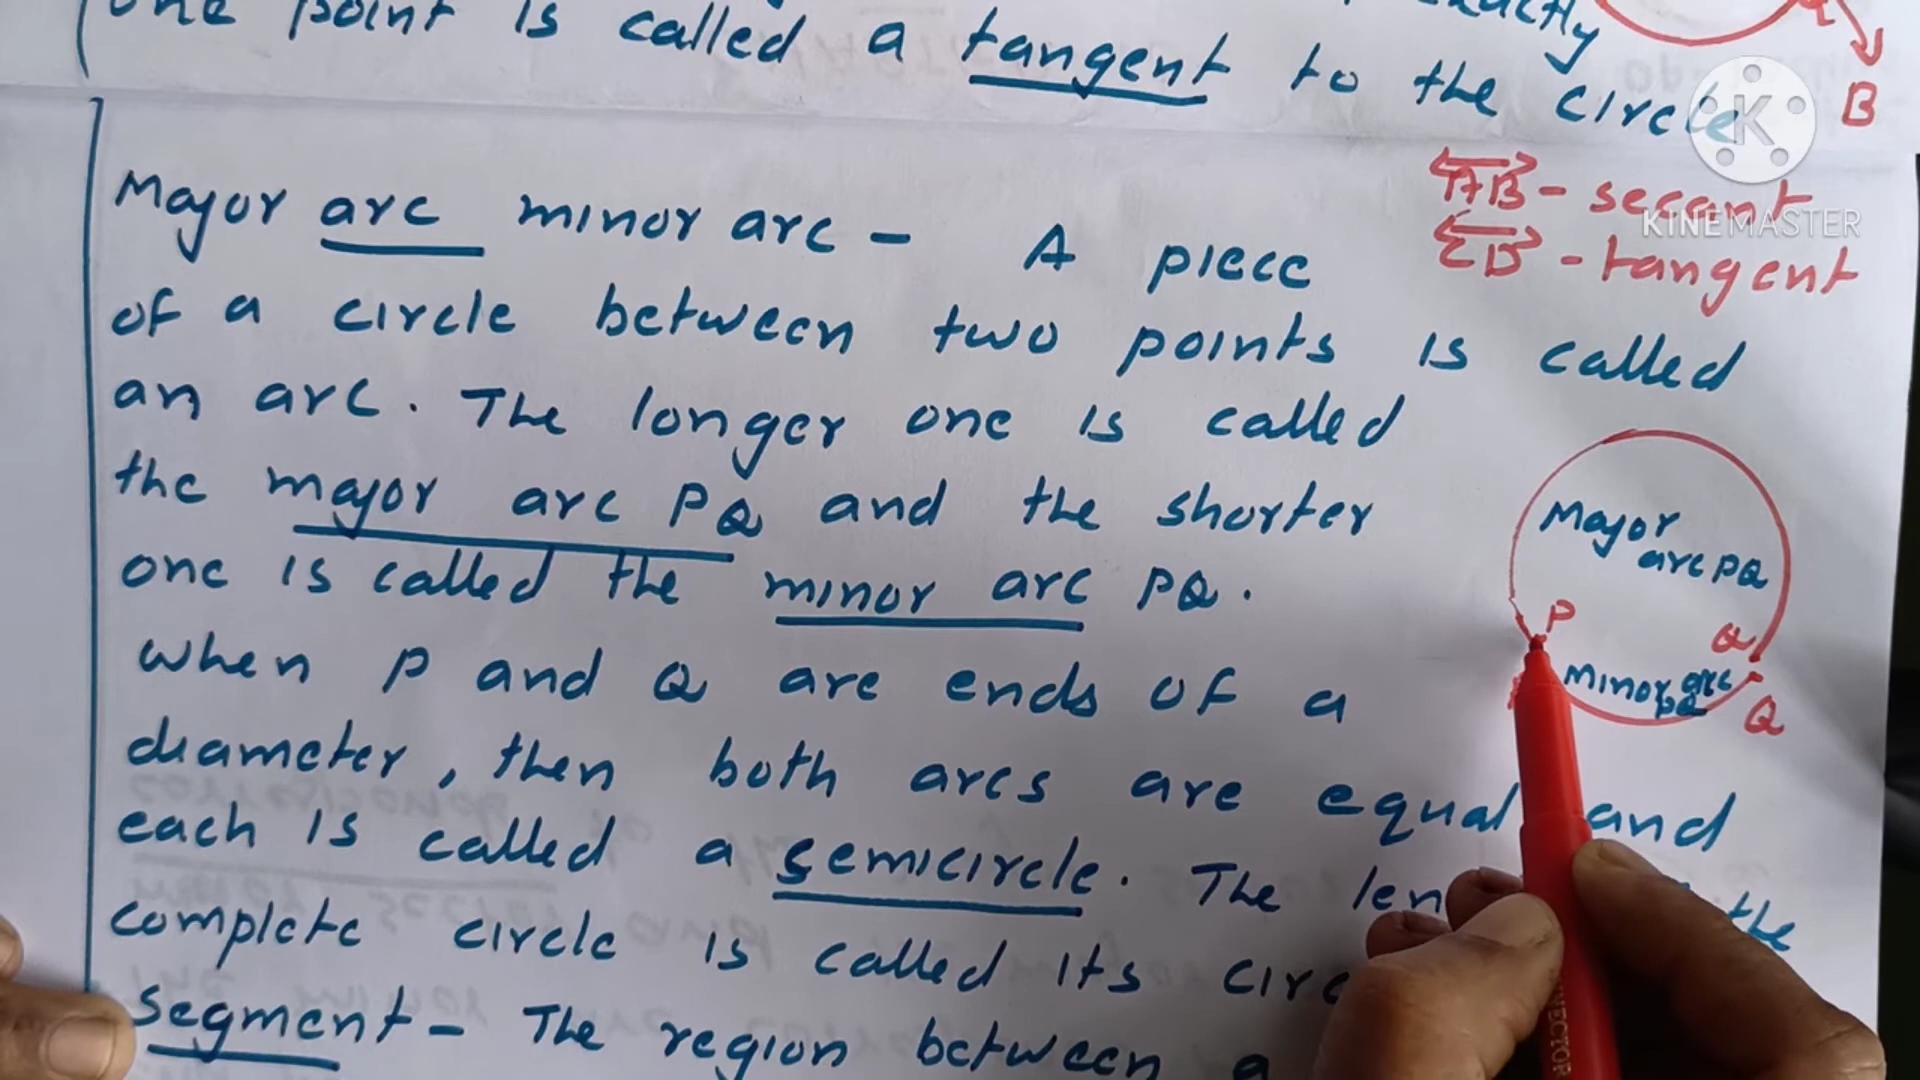 one point is called a tangent to the circle
exactly
B
AB - secant
CD - tangent
K
KINEMASTER
Major arc minor arc - A piece
of a circle between two points is called
an arc. The longer one is called
the major arc PQ and the shorter
one is called the minor arc PQ.
When P and Q are ends of a
diameter, then both arcs are equal and
each is called a semicircle. The the
complete circle is called its
Segment - The region between a
Major
arc PQ
P
Q
minor arc
PQ
Q